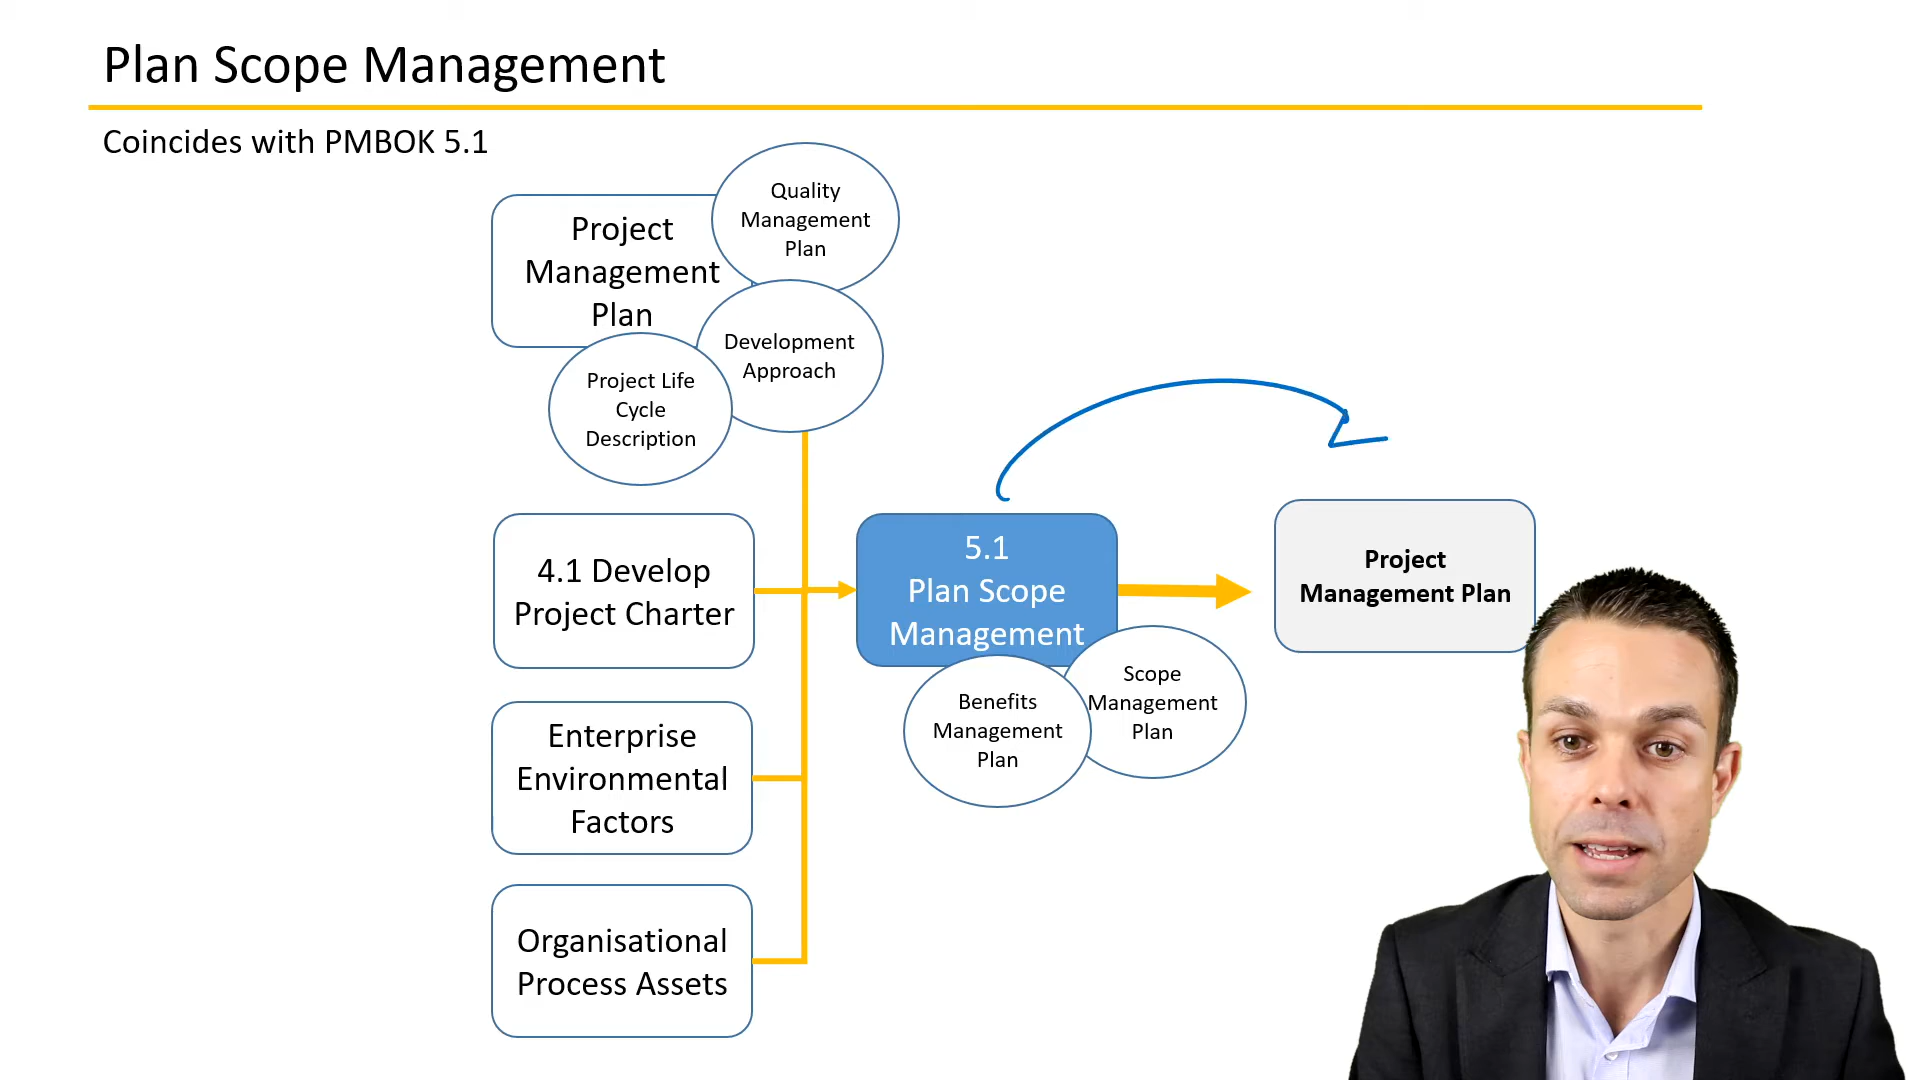 Plan Scope Management
Coincides with PMBOK 5.1
Quality
Management
Plan
Project
Management
Plan
Development
Approach
Project Life
Cycle
Description
4.1 Develop
Project Charter
5.1
Plan Scope
Management
Project
Management Plan
Scope
Management
Plan
Benefits
Management
Plan
Enterprise
Environmental
Factors
Organisational
Process Assets